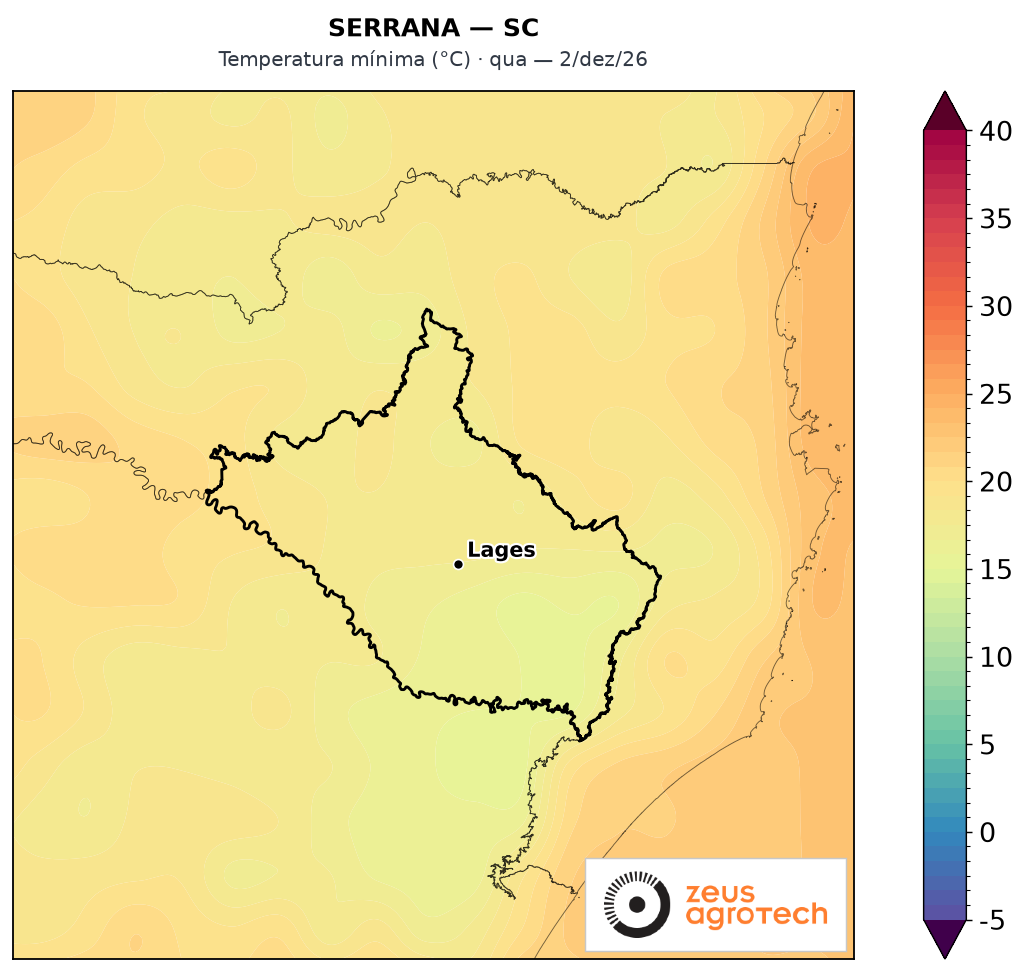 SERRANA — SC
Temperatura mínima (°C) · qua — 2/dez/26
40
35
30
25
20
15
10
5
0
-5
Lages
zeus
agrotech